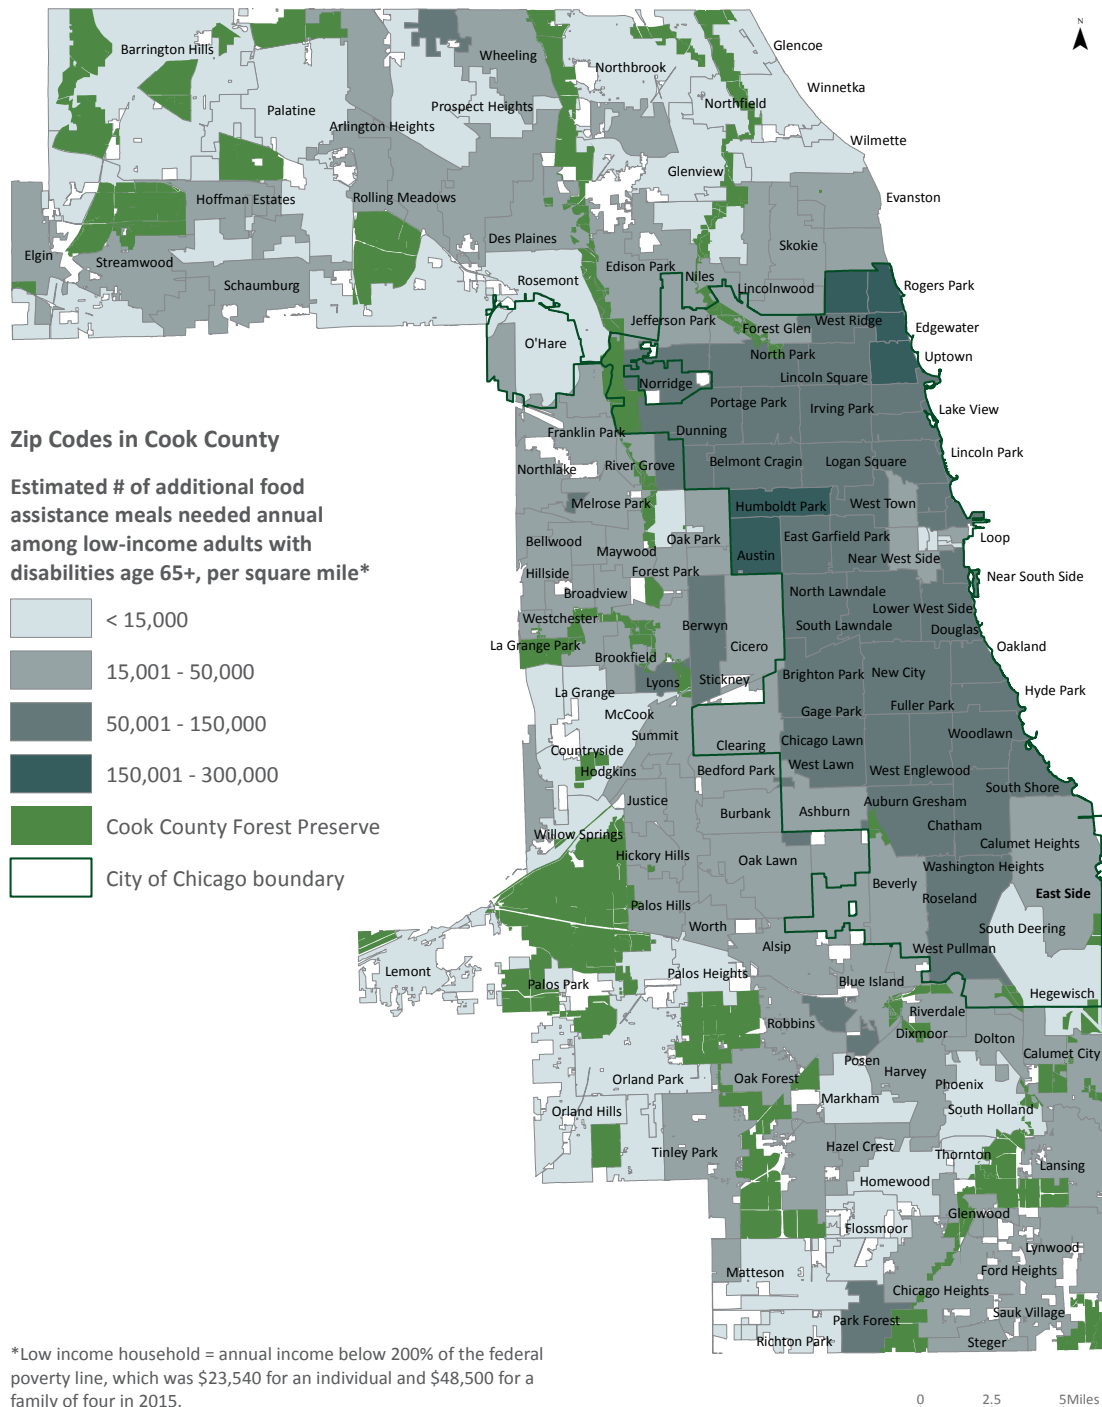 N
Glencoe
Barrington Hills
Wheeling
Northbrook
Winnetka
Palatine
Prospect Heights
Northfield
Arlington Heights
Wilmette
Glenview
Hoffman Estates
Rolling Meadows
Evanston
Des Plaines
Skokie
Elgin
Streamwood
Edison Park
Schaumburg
Rosemont
Niles
Lincolnwood
Rogers Park
Jefferson Park
Forest Glen
West Ridge
Edgewater
O'Hare
North Park
Uptown
Norridge
Lincoln Square
Portage Park
Irving Park
Lake View
Franklin Park
Dunning
Lincoln Park
Northlake
River Grove
Belmont Cragin
Logan Square
Melrose Park
Humboldt Park
West Town
Bellwood
Maywood
Oak Park
Austin
East Garfield Park
Near West Side
Loop
Hillside
Forest Park
Near South Side
Broadview
North Lawndale
Westchester
Berwyn
South Lawndale
Lower West Side
Douglas
La Grange Park
Brookfield
Cicero
Oakland
Lyons
Stickney
Brighton Park
New City
Hyde Park
La Grange
McCook
Gage Park
Fuller Park
Summit
Clearing
Chicago Lawn
Woodlawn
Countryside
Hodgkins
Bedford Park
West Lawn
West Englewood
South Shore
Justice
Burbank
Ashburn
Auburn Gresham
Willow Springs
Chatham
Hickory Hills
Oak Lawn
Calumet Heights
Washington Heights
Beverly
East Side
Palos Hills
Roseland
Worth
South Deering
Alsip
West Pullman
Lemont
Palos Heights
Palos Park
Blue Island
Hegewisch
Robbins
Riverdale
Dixmoor
Dolton
Posen
Calumet City
Harvey
Orland Park
Oak Forest
Phoenix
Markham
Orland Hills
South Holland
Tinley Park
Hazel Crest
Thornton
Lansing
Homewood
Glenwood
Flossmoor
Lynwood
Matteson
Ford Heights
Chicago Heights
Park Forest
Sauk Village
Richton Park
Steger
Zip Codes in Cook County
Estimated # of additional food
assistance meals needed annual
among low-income adults with
disabilities age 65+, per square mile*
< 15,000
15,001 - 50,000
50,001 - 150,000
150,001 - 300,000
Cook County Forest Preserve
City of Chicago boundary
*Low income household = annual income below 200% of the federal
poverty line, which was $23,540 for an individual and $48,500 for a
family of four in 2015.
0 2.5 5Miles